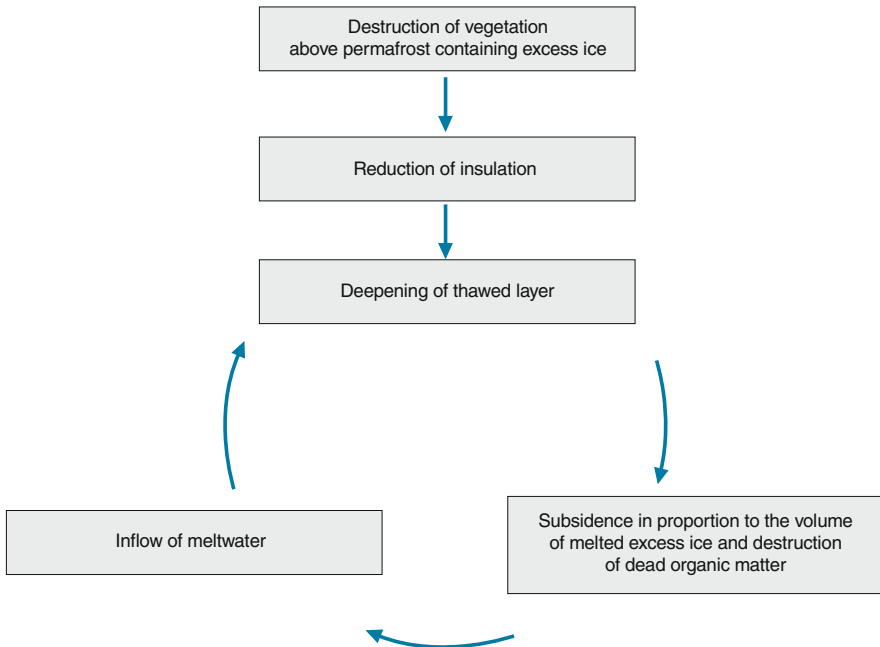 Destruction of vegetation
above permafrost containing excess ice
Reduction of insulation
Deepening of thawed layer
Inflow of meltwater
Subsidence in proportion to the volume
of melted excess ice and destruction
of dead organic matter